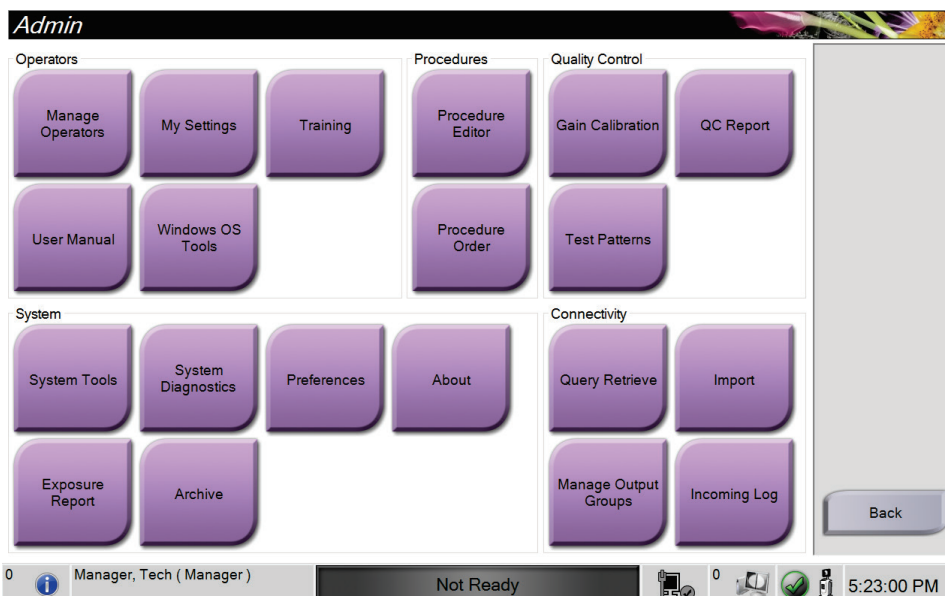 Admin
Operators
Manage
Operators
My Settings
Training
User Manual
Windows OS
Tools
Procedures
Procedure
Editor
Procedure
Order
Quality Control
Gain Calibration
QC Report
Test Patterns
System
System Tools
System
Diagnostics
Preferences
About
Exposure
Report
Archive
Connectivity
Query Retrieve
Import
Manage Output
Groups
Incoming Log
Back
0
Manager, Tech ( Manager )
Not Ready
0
5:23:00 PM